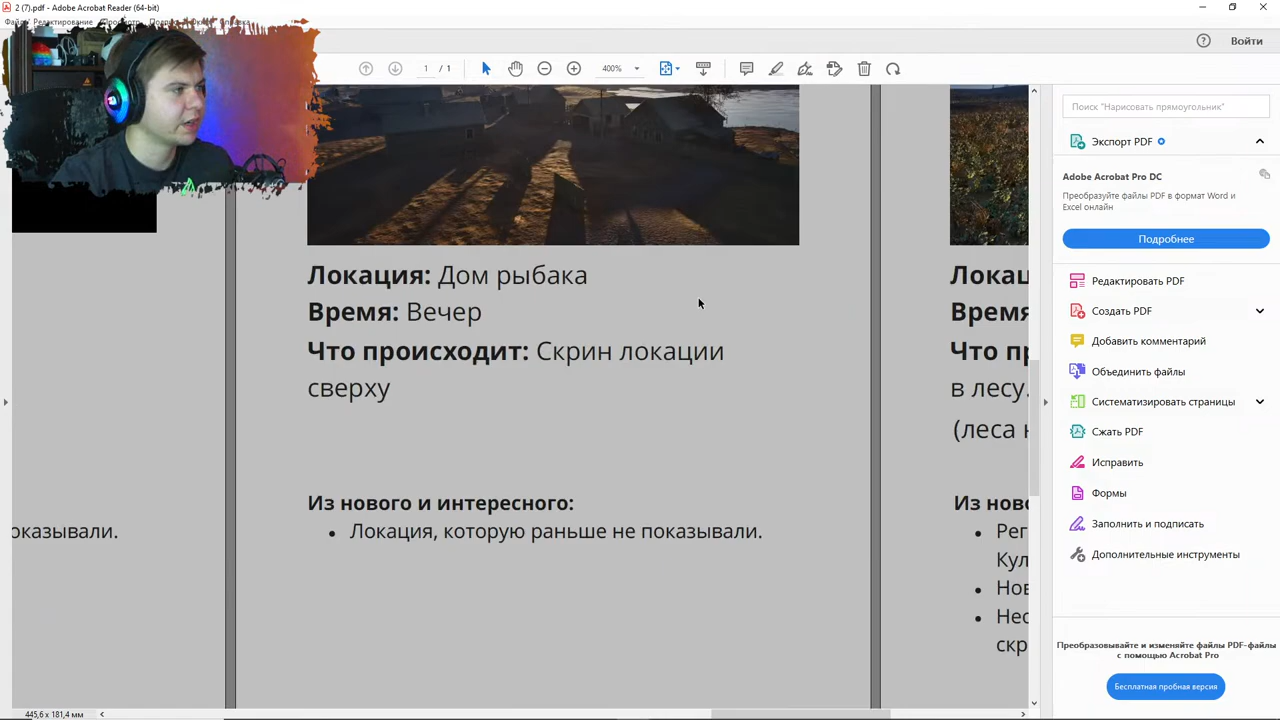 2 (7).pdf - Adobe Acrobat Reader (64-bit)
Файл Редактирование Просмотр
1 / 1
400%
Войти
Поиск "Нарисовать прямоугольник"
Экспорт PDF
Adobe Acrobat Pro DC
Преобразуйте файлы PDF в формат Word и
Excel онлайн
Подробнее
Редактировать PDF
Создать PDF
Добавить комментарий
Объединить файлы
Систематизировать страницы
Сжать PDF
Исправить
Формы
Заполнить и подписать
Дополнительные инструменты
Преобразовывайте и изменяйте файлы PDF-файлы
с помощью Acrobat Pro
Бесплатная пробная версия
оказывали.
Локация: Дом рыбака
Время: Вечер
Что происходит: Скрин локации
сверху
Из нового и интересного:
• Локация, которую раньше не показывали.
Локац
Время
Что пр
в лесу.
(леса н
Из ново
• Рег
Кул
• Нов
• Нес
скр
445,6 x 181,4 мм